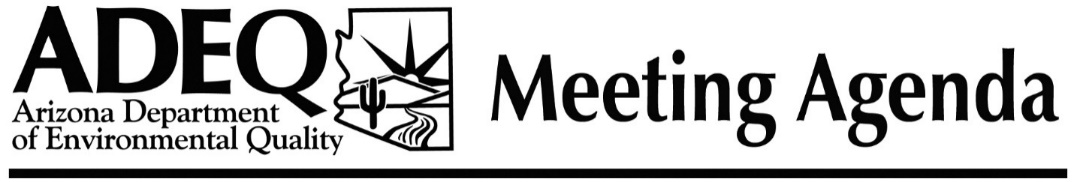 ADEQ
Arizona Department
of Environmental Quality
Meeting Agenda